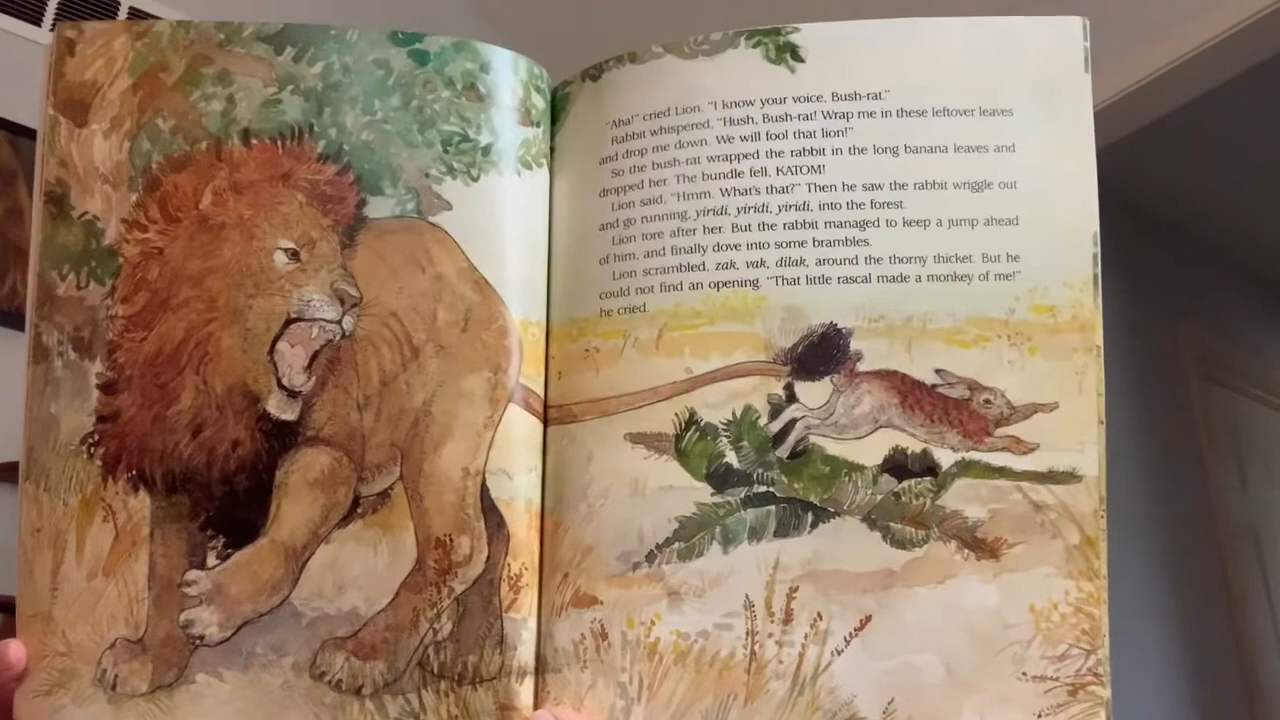 "Aha!" cried Lion. "I know your voice, Bush-rat."
Rabbit whispered, "Hush, Bush-rat! Wrap me in these leftover leaves
and drop me down. We will fool that lion!"
So the bush-rat wrapped the rabbit in the long banana leaves and
dropped her. The bundle fell, KATOM!
Lion said, "Hmm. What's that?" Then he saw the rabbit wriggle out
and go running, yiridi, yiridi, yiridi, into the forest.
Lion tore after her. But the rabbit managed to keep a jump ahead
of him, and finally dove into some brambles.
Lion scrambled, zak, vak, dilak, around the thorny thicket. But he
could not find an opening. "That little rascal made a monkey of me!"
he cried.